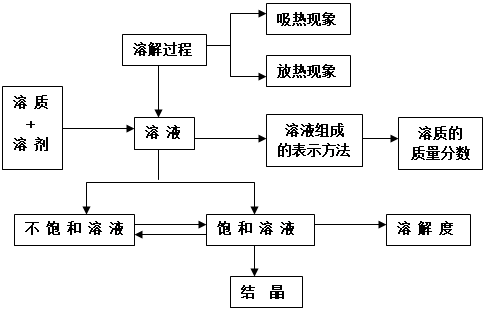 吸热现象
溶解过程
放热现象
溶 质
+
溶 剂
溶 液
溶液组成
的表示方法
溶质的
质量分数
不 饱 和 溶 液
饱 和 溶 液
溶 解 度
结 晶